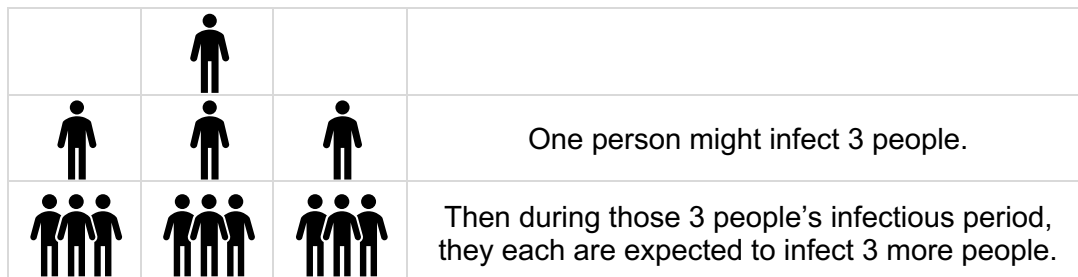 One person might infect 3 people.
Then during those 3 people’s infectious period,
they each are expected to infect 3 more people.